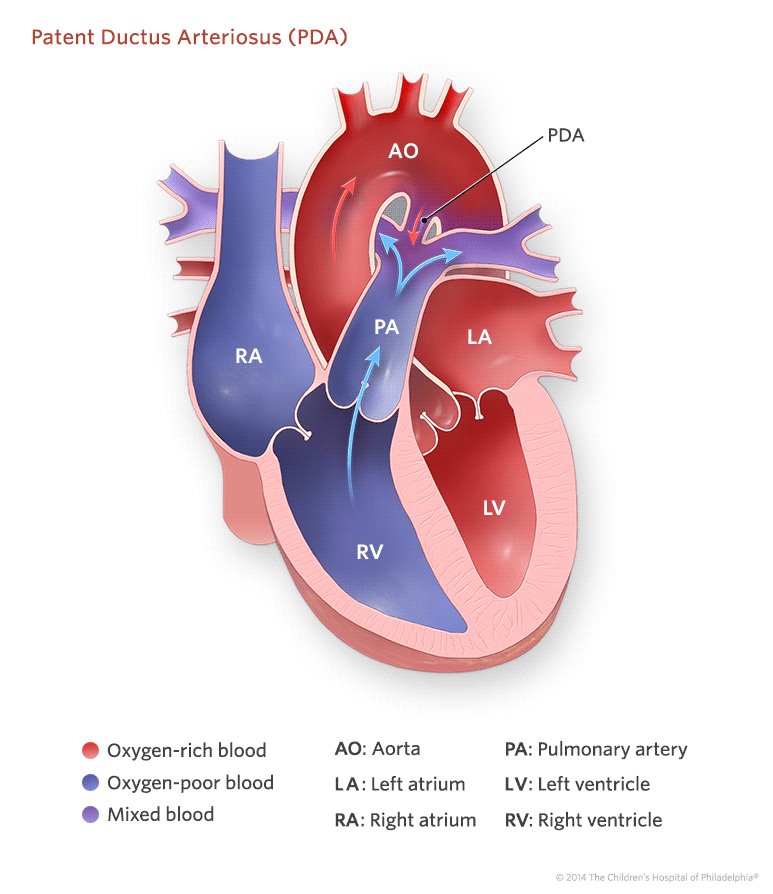 Patent Ductus Arteriosus (PDA)
AO
PDA
PA
LA
RA
LV
RV
Oxygen-rich blood
Oxygen-poor blood
Mixed blood
AO: Aorta
LA: Left atrium
RA: Right atrium
PA: Pulmonary artery
LV: Left ventricle
RV: Right ventricle
© 2014 The Children's Hospital of Philadelphia®